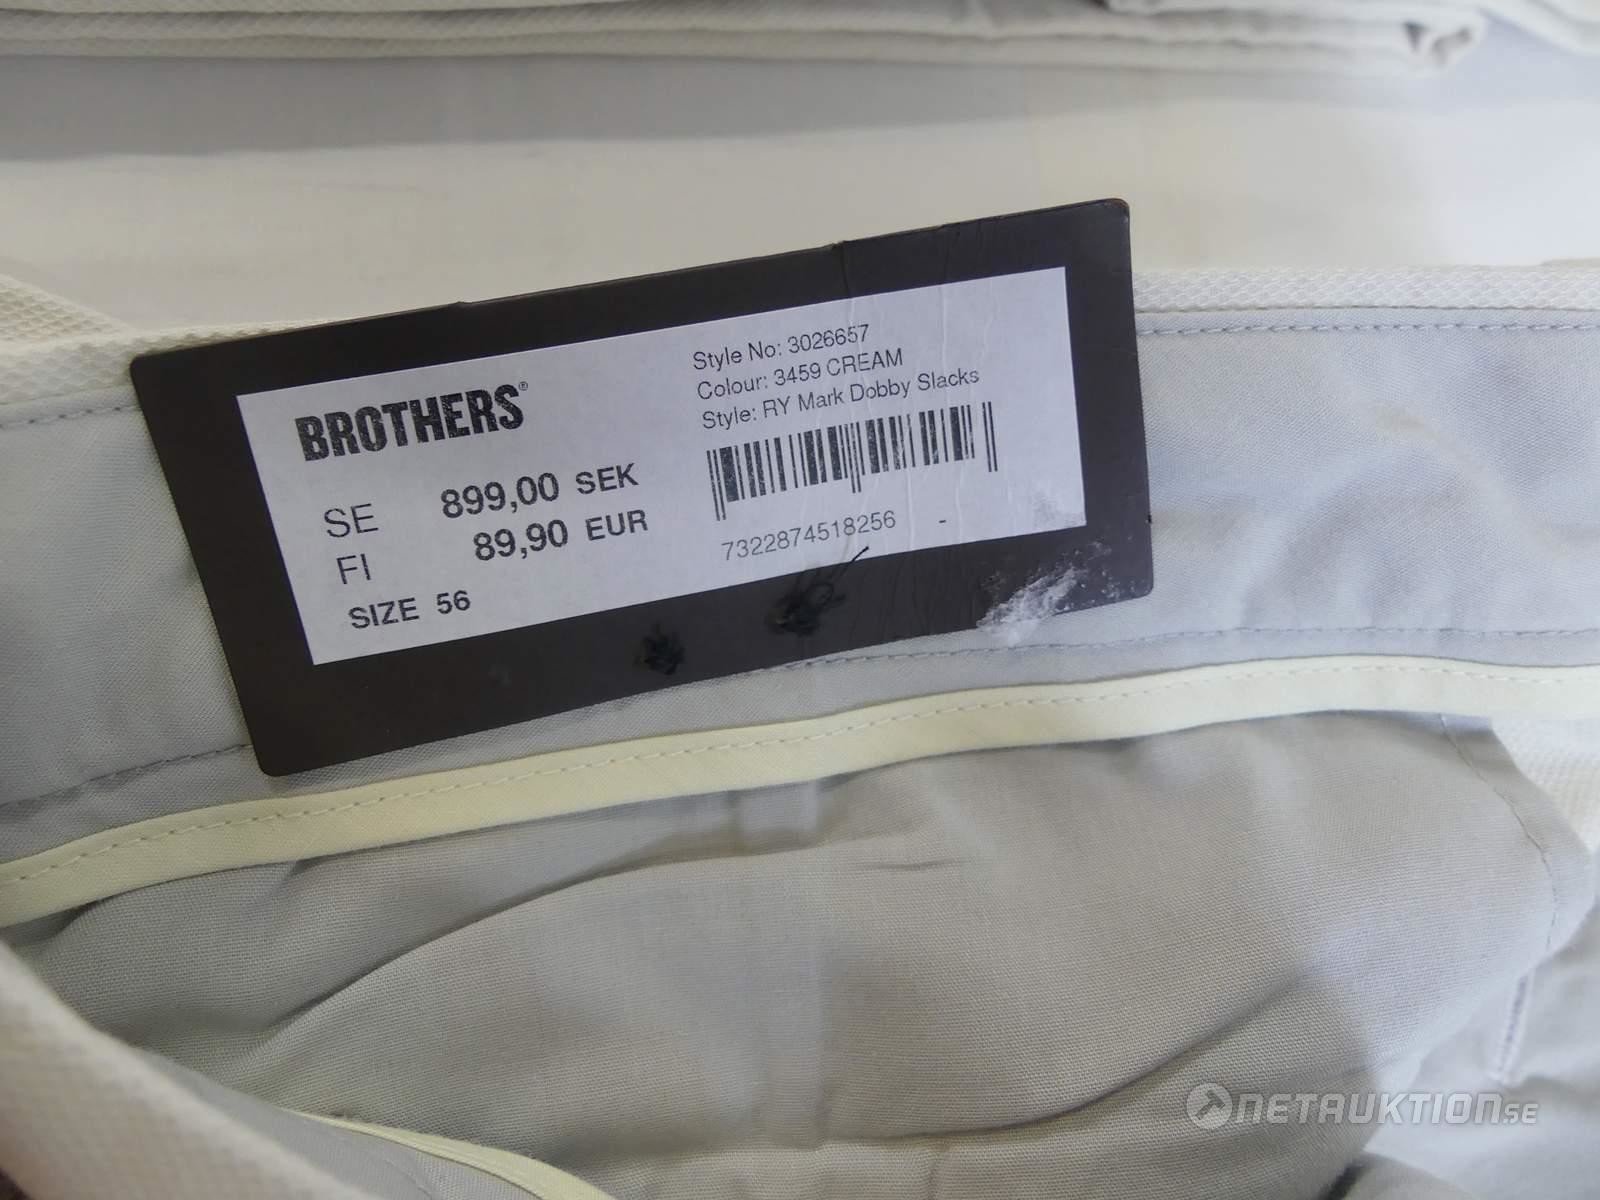 BROTHERS®
SE 899,00 SEK
FI 89,90 EUR
SIZE 56
Style No: 3026657
Colour: 3459 CREAM
Style: RY Mark Dobby Slacks
7322874518256 -
NETAUKTION.SE